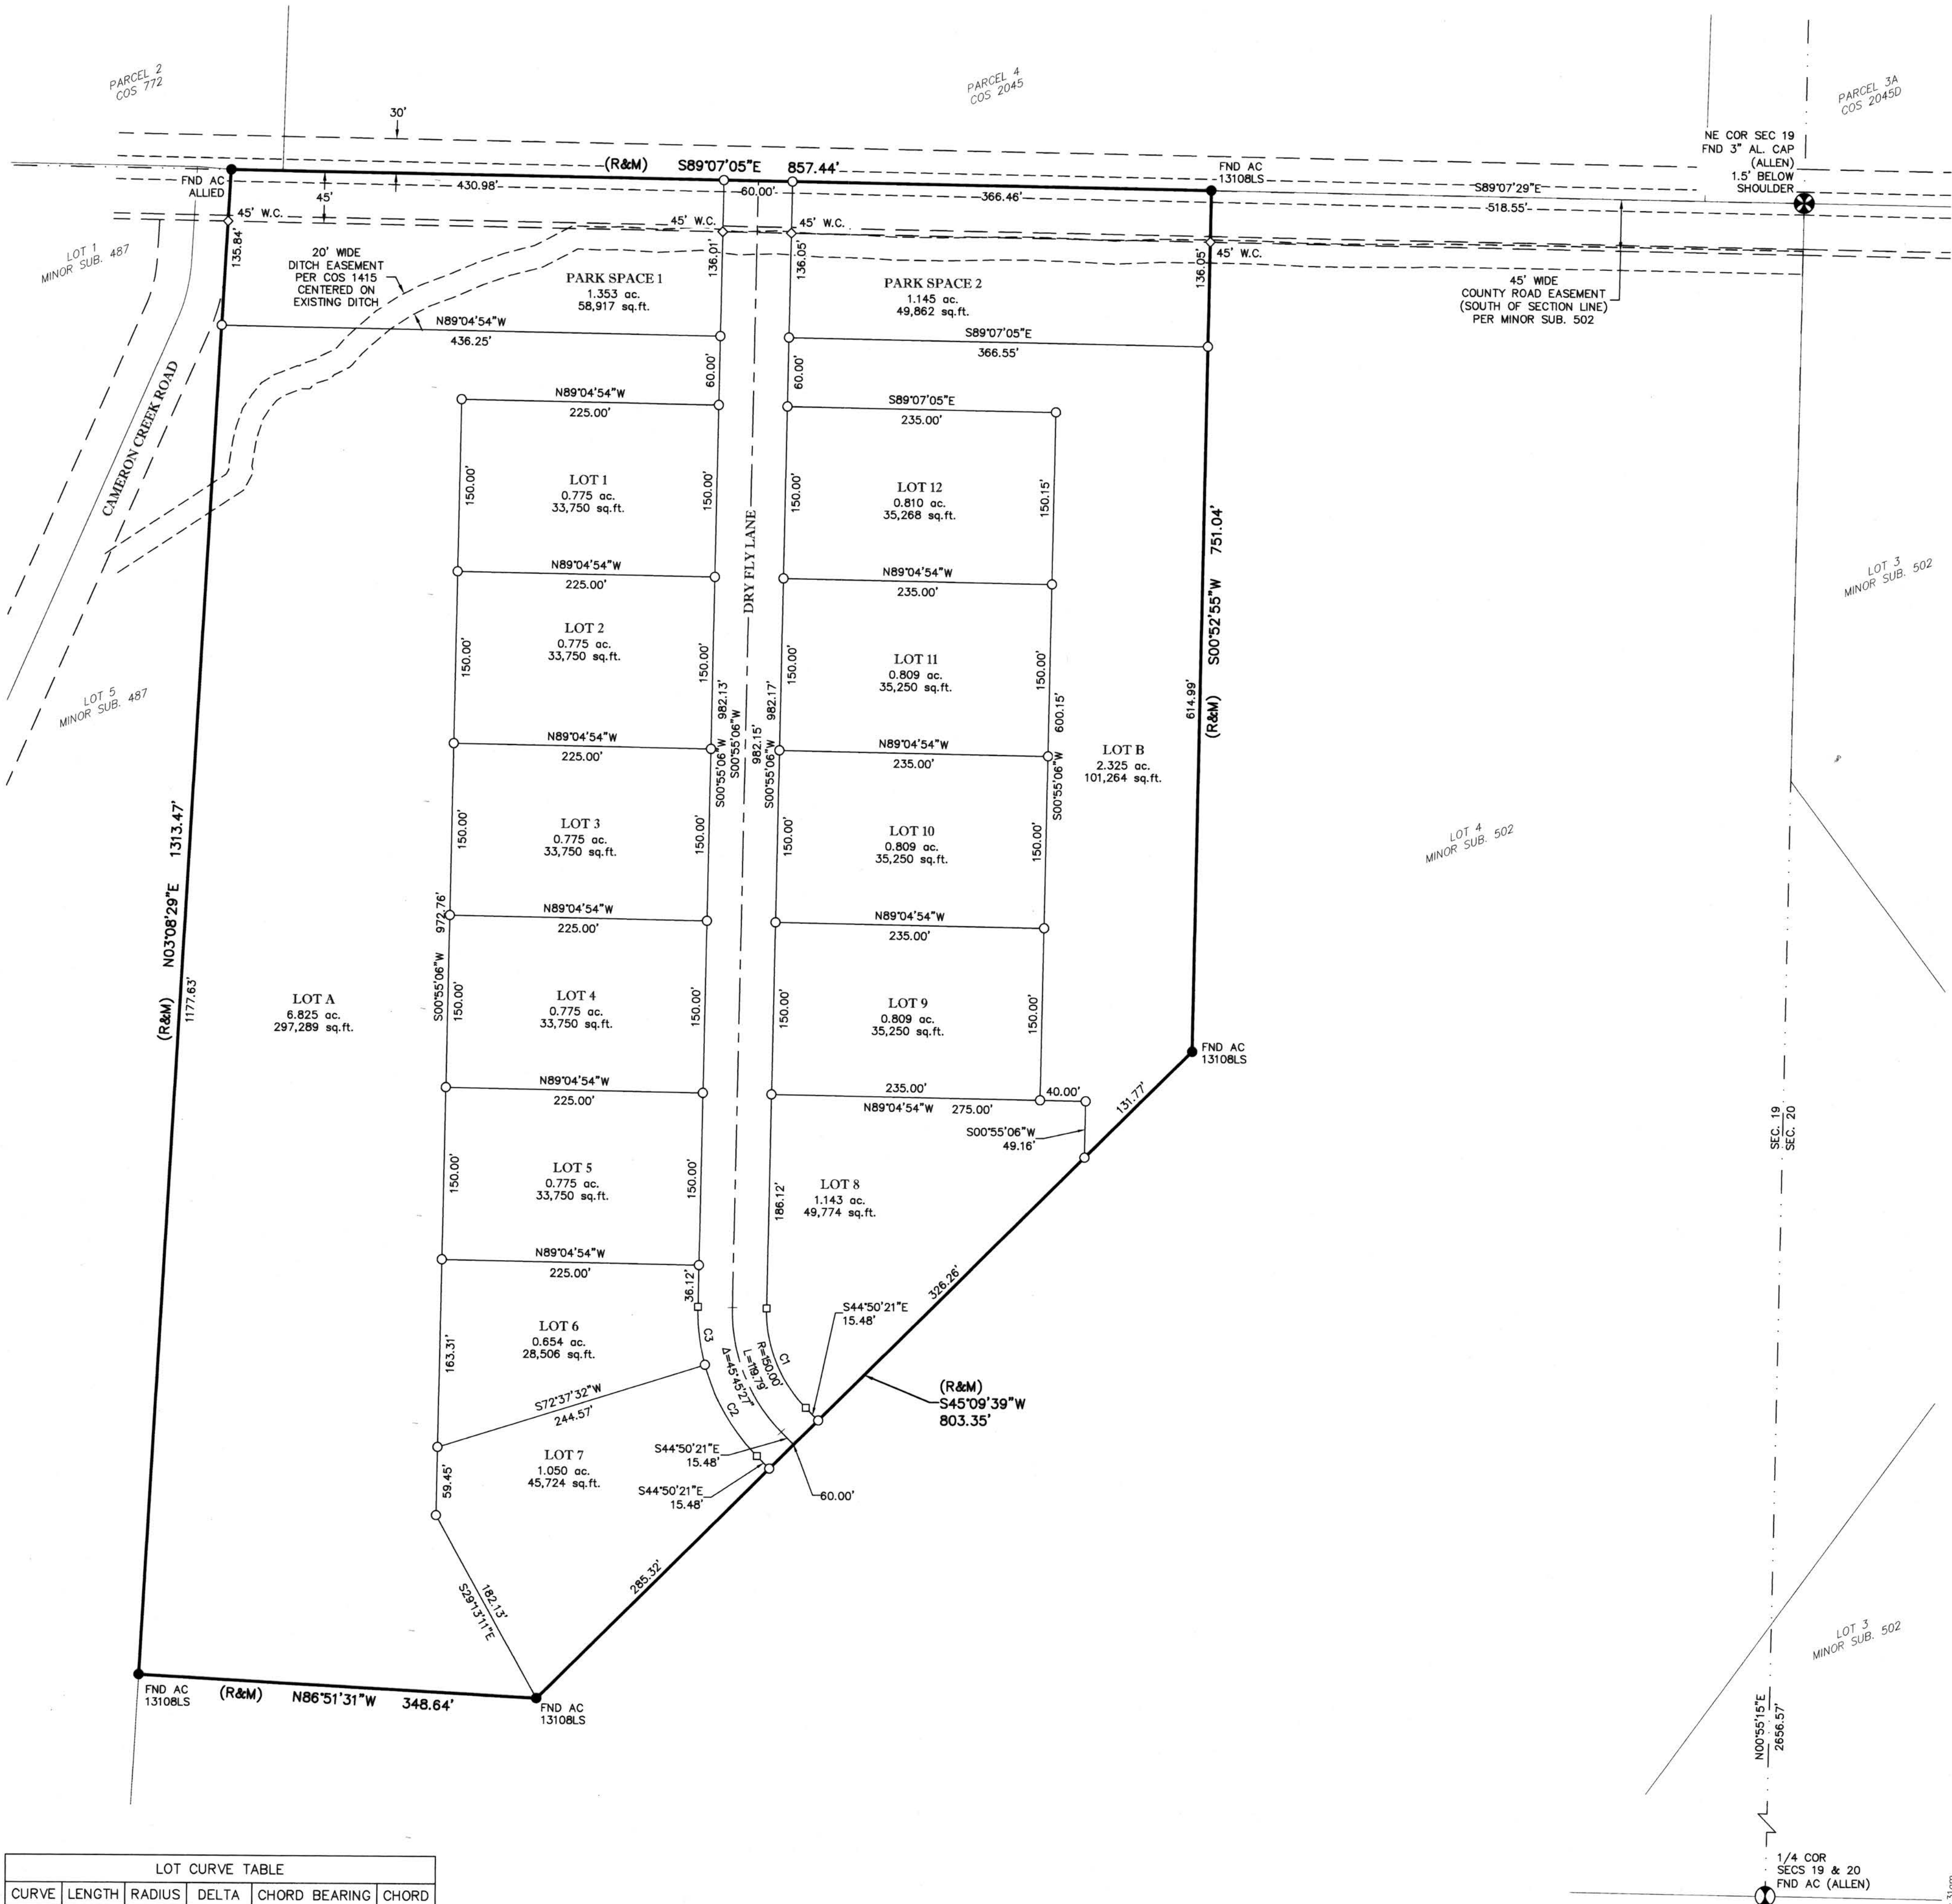 PARCEL 2
COS 772
PARCEL 4
COS 2045
PARCEL 3A
COS 2045D
30'
NE COR SEC 19
FND 3" AL. CAP
(ALLEN)
1.5' BELOW
SHOULDER
(R&M) S89°07'05"E 857.44'
FND AC
13108LS
FND AC
ALLIED
430.98'
60.00'
366.46'
S89°07'29"E
518.55'
45'
45' W.C.
45' W.C.
45' W.C.
45' W.C.
LOT 1
MINOR SUB. 487
135.84'
20' WIDE
DITCH EASEMENT
PER COS 1415
CENTERED ON
EXISTING DITCH
PARK SPACE 1
1.353 ac.
58,917 sq.ft.
136.01'
136.05'
PARK SPACE 2
1.145 ac.
49,862 sq.ft.
136.05'
45' WIDE
COUNTY ROAD EASEMENT
(SOUTH OF SECTION LINE)
PER MINOR SUB. 502
N89°04'54"W
436.25'
S89°07'05"E
366.55'
CAMERON CREEK ROAD
60.00'
60.00'
N89°04'54"W
225.00'
S89°07'05"E
235.00'
150.00'
LOT 1
0.775 ac.
33,750 sq.ft.
150.00'
DRY FLY LANE
150.00'
LOT 12
0.810 ac.
35,268 sq.ft.
150.15'
(R&M) S00°52'55"W 751.04'
LOT 3
MINOR SUB. 502
N89°04'54"W
225.00'
N89°04'54"W
235.00'
150.00'
LOT 2
0.775 ac.
33,750 sq.ft.
150.00'
150.00'
LOT 11
0.809 ac.
35,250 sq.ft.
150.00'
614.99'
LOT 5
MINOR SUB. 487
S00°55'06"W 982.13'
S00°55'06"W
982.15'
S00°55'06"W 982.17'
S00°55'06"W 600.15'
N89°04'54"W
225.00'
N89°04'54"W
235.00'
LOT B
2.325 ac.
101,264 sq.ft.
150.00'
LOT 3
0.775 ac.
33,750 sq.ft.
150.00'
150.00'
LOT 10
0.809 ac.
35,250 sq.ft.
150.00'
LOT 4
MINOR SUB. 502
(R&M) N03°08'29"E 1313.47'
1177.63'
S00°55'06"W 972.76'
N89°04'54"W
225.00'
N89°04'54"W
235.00'
LOT A
6.825 ac.
297,289 sq.ft.
150.00'
LOT 4
0.775 ac.
33,750 sq.ft.
150.00'
150.00'
LOT 9
0.809 ac.
35,250 sq.ft.
150.00'
FND AC
13108LS
N89°04'54"W
225.00'
235.00'
40.00'
N89°04'54"W 275.00'
131.77'
S00°55'06"W
49.16'
SEC. 19
SEC. 20
150.00'
LOT 5
0.775 ac.
33,750 sq.ft.
150.00'
186.12'
LOT 8
1.143 ac.
49,774 sq.ft.
N89°04'54"W
225.00'
36.12'
326.26'
S44°50'21"E
15.48'
163.31'
LOT 6
0.654 ac.
28,506 sq.ft.
C3
C1
R=150.00'
L=119.79'
Δ=45°45'27"
C2
(R&M)
S45°09'39"W
803.35'
S72°37'32"W
244.57'
LOT 7
1.050 ac.
45,724 sq.ft.
59.45'
S44°50'21"E
15.48'
S44°50'21"E
15.48'
60.00'
285.32'
182.13'
S29°13'11"E
LOT 3
MINOR SUB. 502
FND AC
13108LS
(R&M) N86°51'31"W 348.64'
FND AC
13108LS
N00°55'15"E
2656.57'
1/4 COR
SECS 19 & 20
FND AC (ALLEN)
LOT CURVE TABLE
CURVE LENGTH RADIUS DELTA CHORD BEARING CHORD